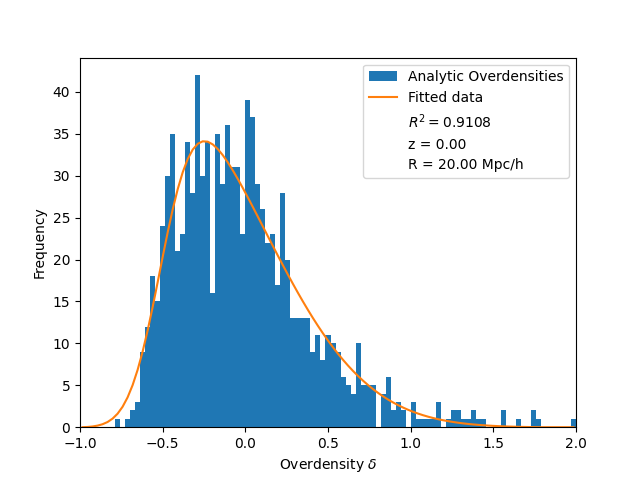 Analytic Overdensities
Fitted data
R² = 0.9108
z = 0.00
R = 20.00 Mpc/h
Frequency
40
35
30
25
20
15
10
5
0
−1.0 −0.5 0.0 0.5 1.0 1.5 2.0
Overdensity δ